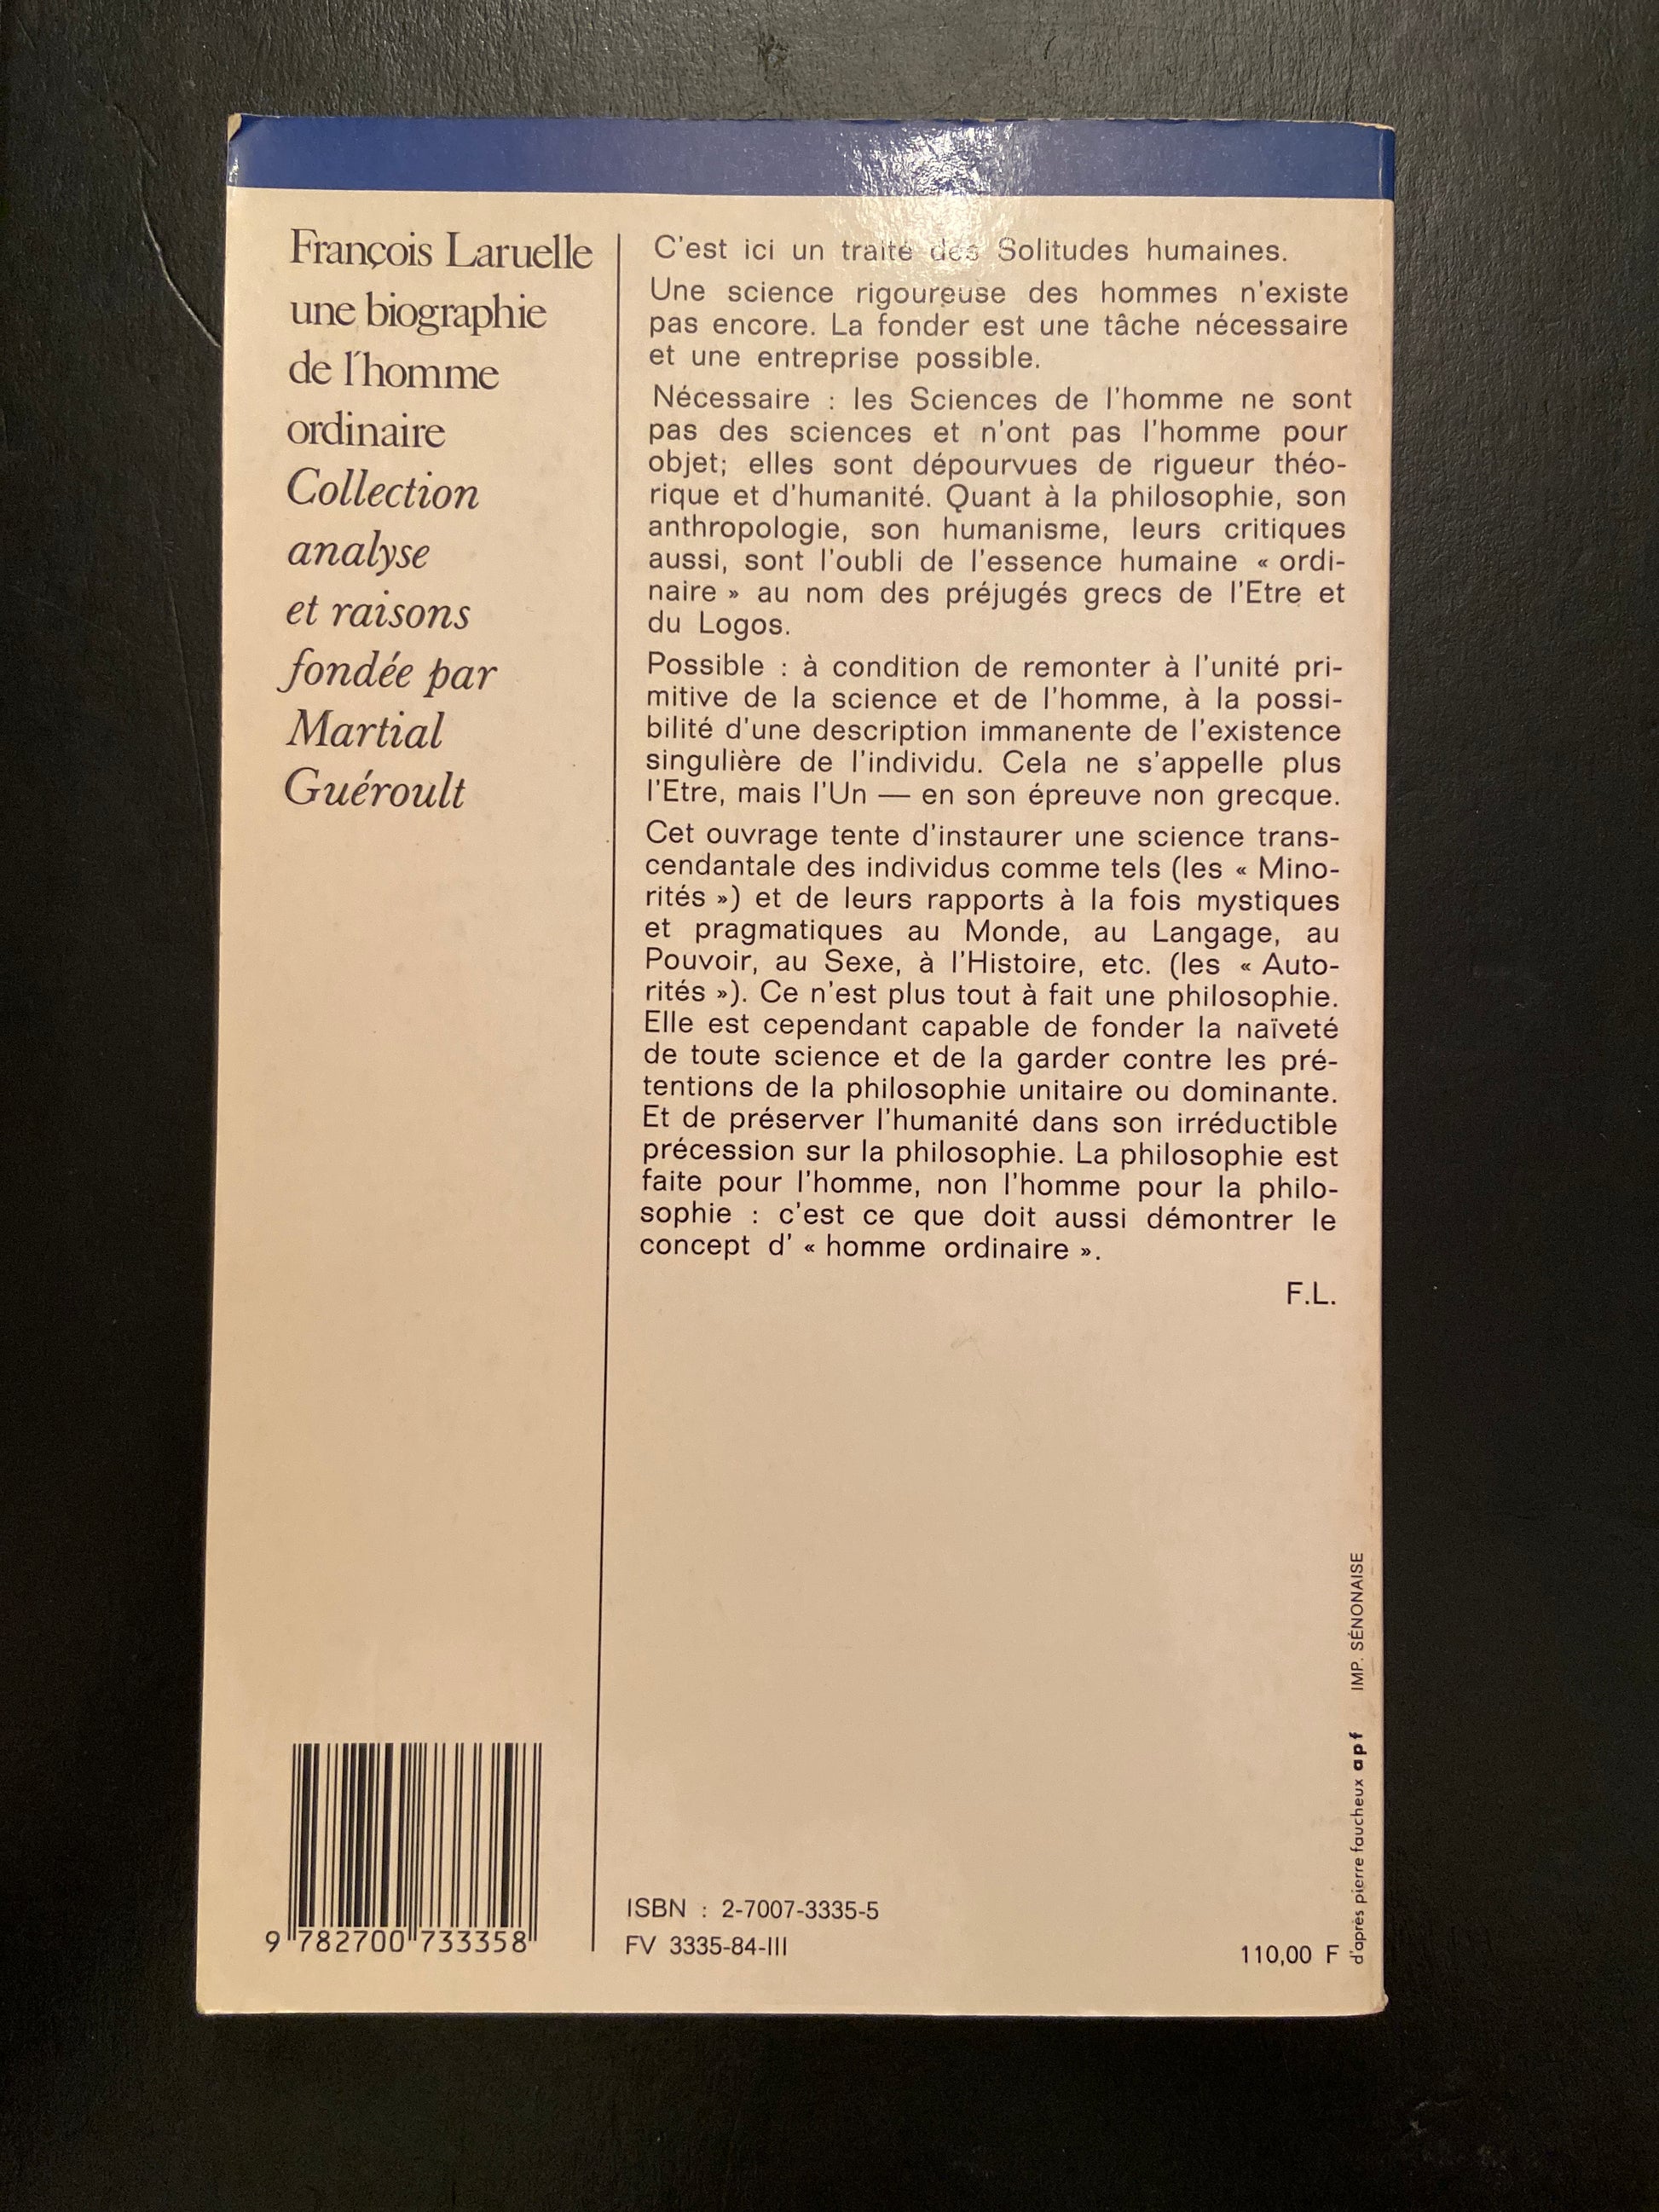 François Laruelle
une biographie
de l'homme
ordinaire
Collection
analyse
et raisons
fondée par
Martial
Guéroult
C'est ici un traité des Solitudes humaines.
Une science rigoureuse des hommes n'existe
pas encore. La fonder est une tâche nécessaire
et une entreprise possible.
Nécessaire : les Sciences de l'homme ne sont
pas des sciences et n'ont pas l'homme pour
objet; elles sont dépourvues de rigueur théo-
rique et d'humanité. Quant à la philosophie, son
anthropologie, son humanisme, leurs critiques
aussi, sont l'oubli de l'essence humaine « ordi-
naire » au nom des préjugés grecs de l'Etre et
du Logos.
Possible : à condition de remonter à l'unité pri-
mitive de la science et de l'homme, à la possi-
bilité d'une description immanente de l'existence
singulière de l'individu. Cela ne s'appelle plus
l'Etre, mais l'Un — en son épreuve non grecque.
Cet ouvrage tente d'instaurer une science trans-
cendantale des individus comme tels (les « Mino-
rités ») et de leurs rapports à la fois mystiques
et pragmatiques au Monde, au Langage, au
Pouvoir, au Sexe, à l'Histoire, etc. (les « Auto-
rités »). Ce n'est plus tout à fait une philosophie.
Elle est cependant capable de fonder la naïveté
de toute science et de la garder contre les pré-
tentions de la philosophie unitaire ou dominante.
Et de préserver l'humanité dans son irréductible
précession sur la philosophie. La philosophie est
faite pour l'homme, non l'homme pour la philo-
sophie : c'est ce que doit aussi démontrer le
concept d' « homme ordinaire ».
F.L.
9 782700 733358
ISBN : 2-7007-3335-5
FV 3335-84-III
110,00 F
d'après pierre faucheux apf IMP. SÉNONAISE